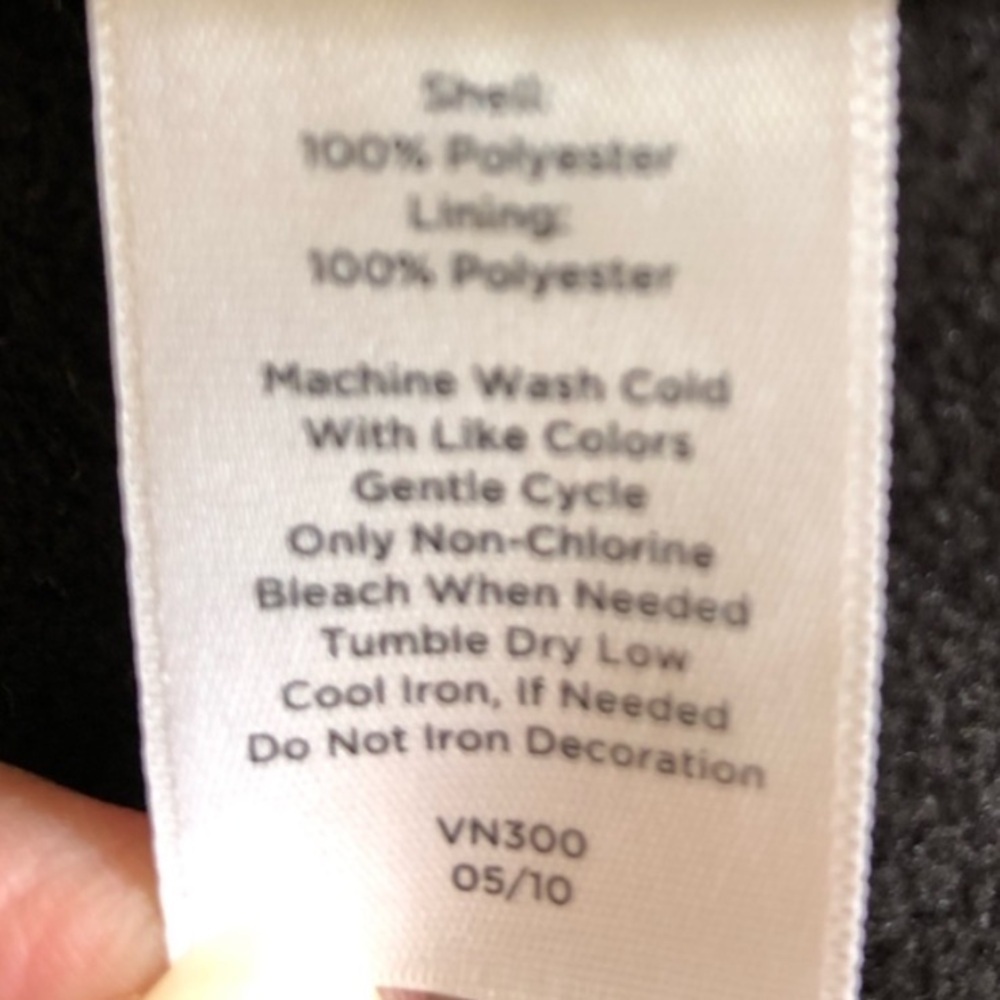 Shell:
100% Polyester
Lining:
100% Polyester
Machine Wash Cold
With Like Colors
Gentle Cycle
Only Non-Chlorine
Bleach When Needed
Tumble Dry Low
Cool Iron, If Needed
Do Not Iron Decoration
VN300
05/10